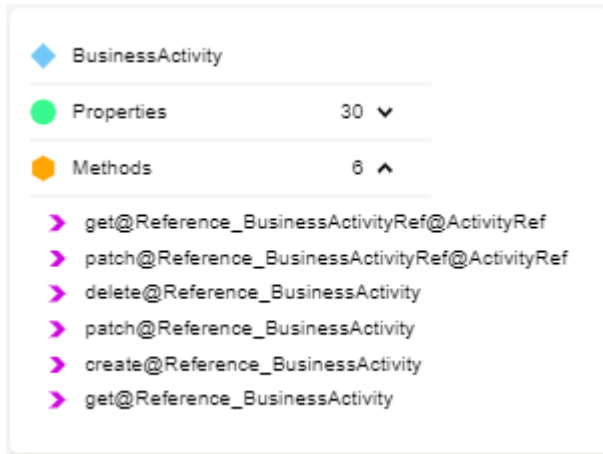 BusinessActivity
Properties 30
Methods 6
get@Reference_BusinessActivityRef@ActivityRef
patch@Reference_BusinessActivityRef@ActivityRef
delete@Reference_BusinessActivity
patch@Reference_BusinessActivity
create@Reference_BusinessActivity
get@Reference_BusinessActivity